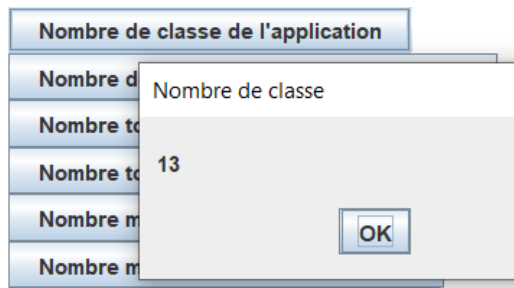 Nombre de classe de l'application
Nombre d
Nombre de classe
Nombre to
13
Nombre to
Nombre m
OK
Nombre m